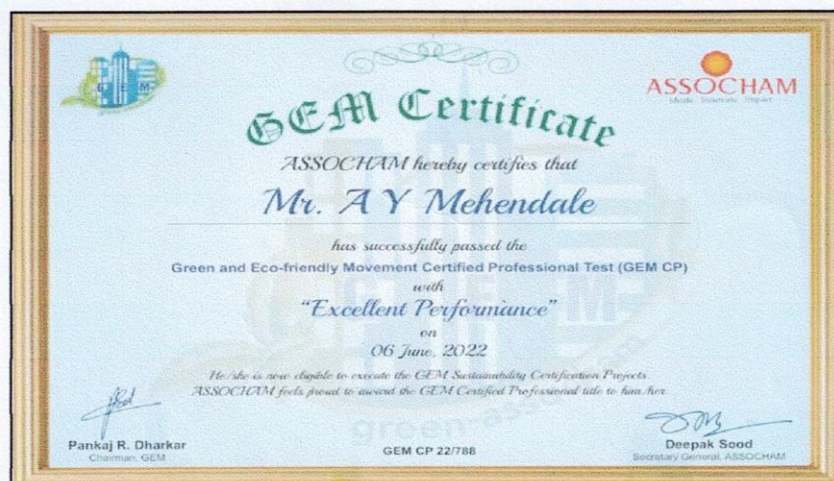 G E M
ASSOCHAM
GEM Certificate
ASSOCHAM hereby certifies that
Mr. A Y Mehendale
has successfully passed the
Green and Eco-friendly Movement Certified Professional Test (GEM CP)
with
"Excellent Performance"
on
06 June, 2022
He/she is now eligible to execute the GEM Sustainability Certification Projects.
ASSOCHAM feels proud to award the GEM Certified Professional title to him/her.
Pankaj R. Dharkar
Chairman, GEM
GEM CP 22/788
Deepak Sood
Secretary General, ASSOCHAM